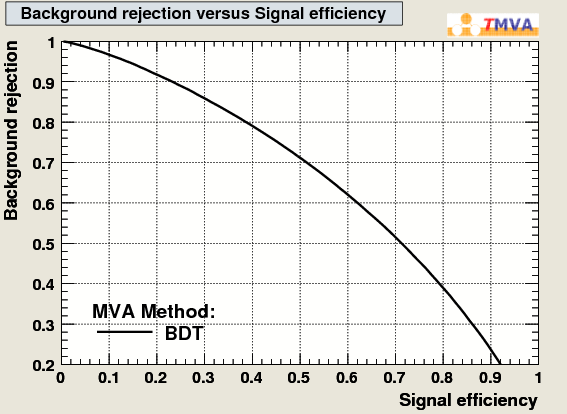 Background rejection versus Signal efficiency
TMVA
Background rejection
1
0.9
0.8
0.7
0.6
0.5
0.4
0.3
0.2
MVA Method:
BDT
0 0.1 0.2 0.3 0.4 0.5 0.6 0.7 0.8 0.9 1
Signal efficiency